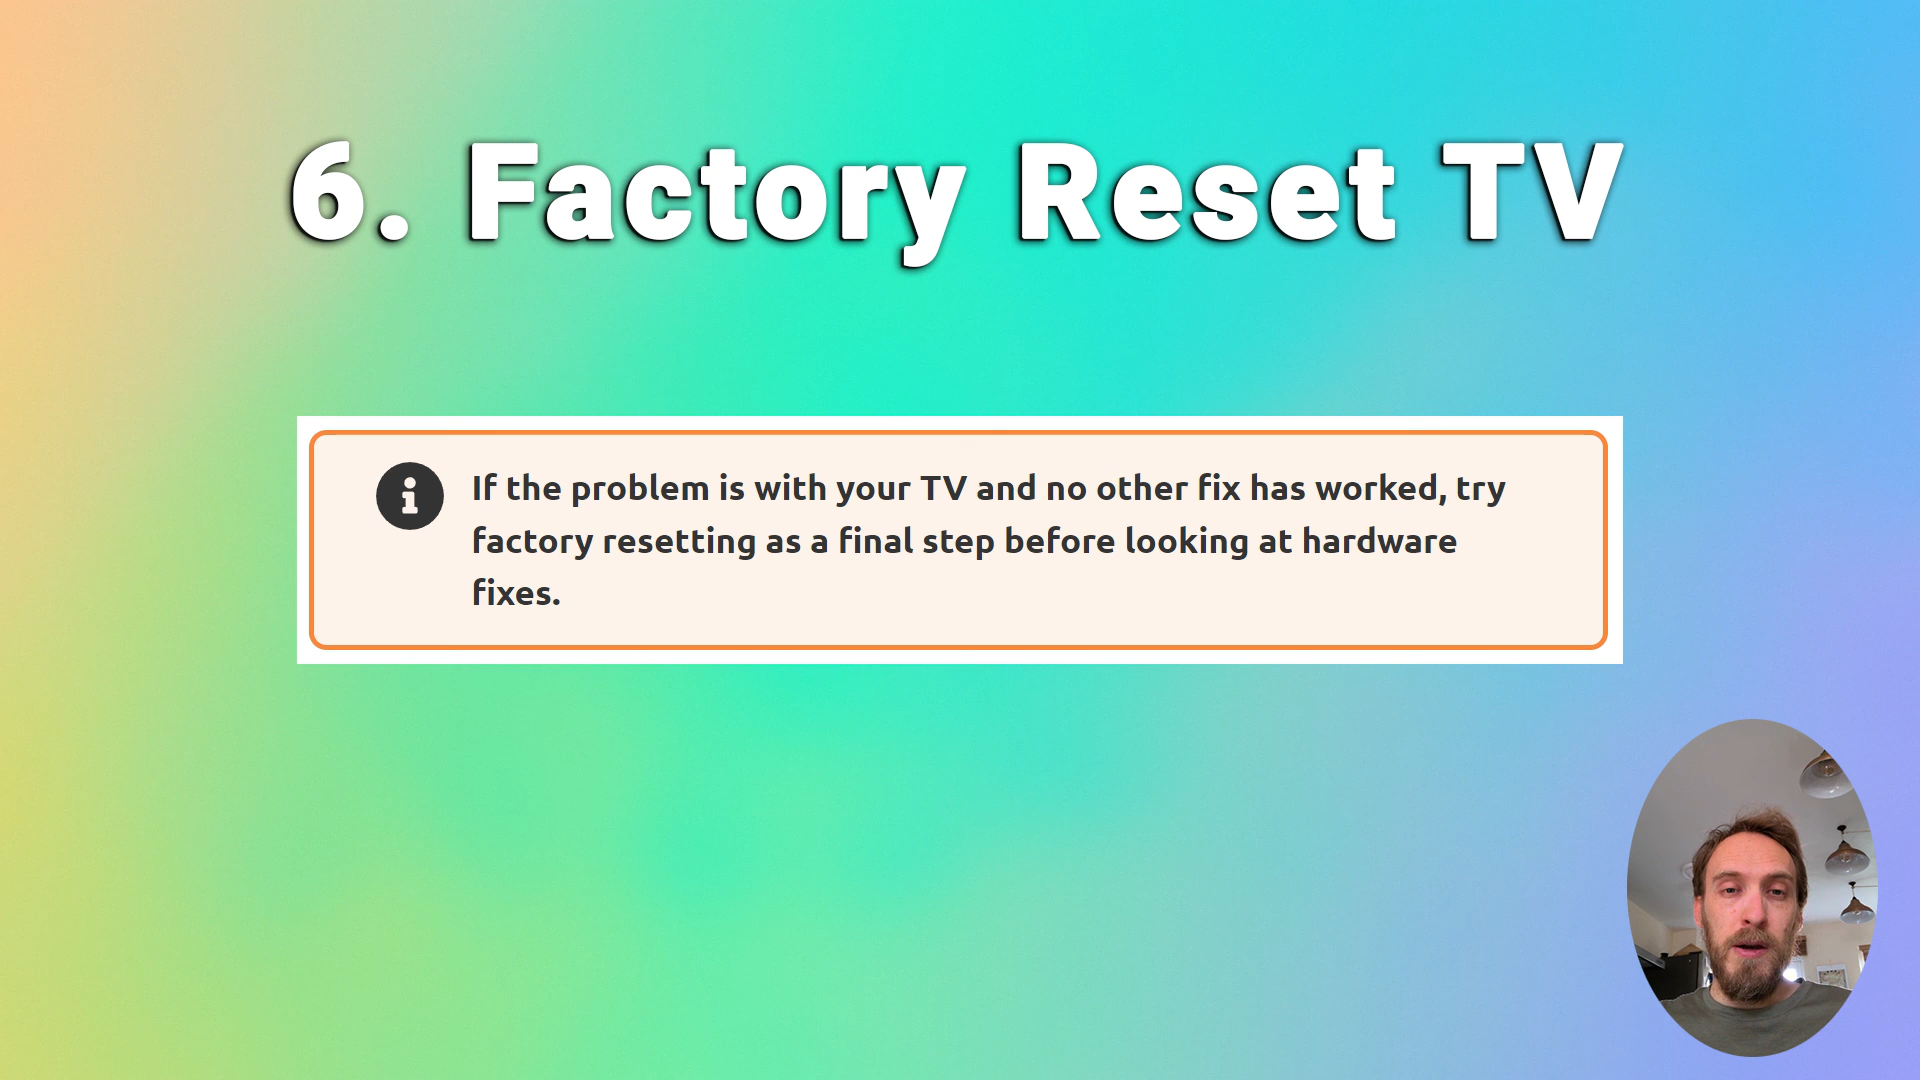 6. Factory Reset TV
If the problem is with your TV and no other fix has worked, try
factory resetting as a final step before looking at hardware
fixes.